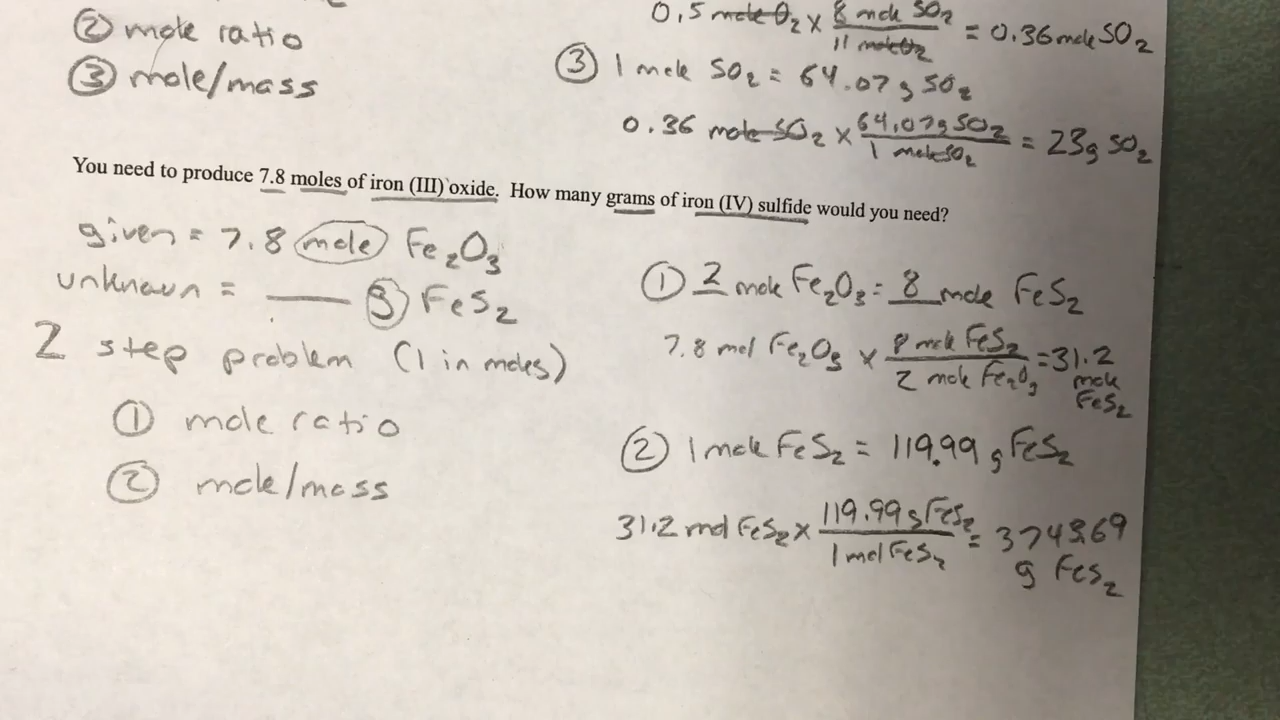 ② mole ratio
③ mole/mass
0.5 mole O₂ x 8 mole SO₂ / 11 mole O₂ = 0.36 mole SO₂
③ 1 mole SO₂ = 64.07 g SO₂
0.36 mole SO₂ x 64.07g SO₂ / 1 mole SO₂ = 23g SO₂
You need to produce 7.8 moles of iron (III) oxide. How many grams of iron (IV) sulfide would you need?
given = 7.8 mole Fe₂O₃
unknown = ___ g FeS₂
2 step problem (1 in moles)
① mole ratio
② mole/mass
① 2 mole Fe₂O₃ = 8 mole FeS₂
7.8 mol Fe₂O₃ x 8 mole FeS₂ / 2 mole Fe₂O₃ = 31.2 mole FeS₂
② 1 mole FeS₂ = 119.99 g FeS₂
31.2 mol FeS₂ x 119.99 g FeS₂ / 1 mol FeS₂ = 3743.69 g FeS₂